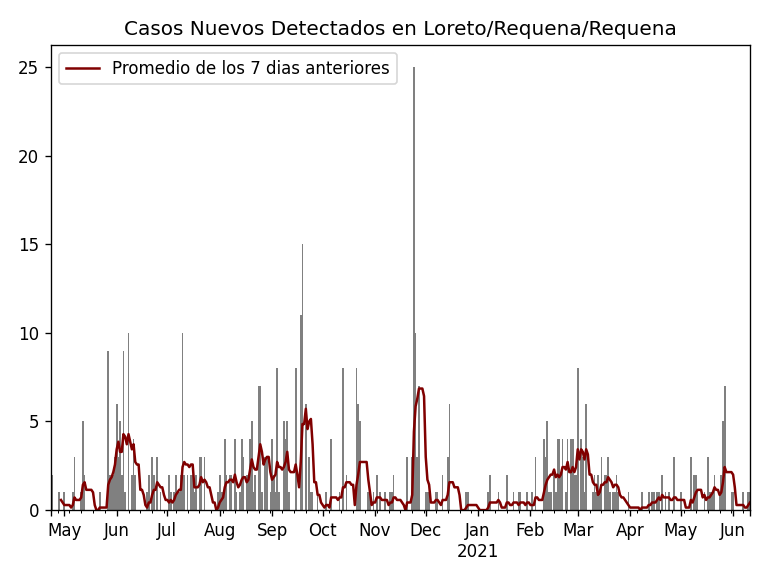 Casos Nuevos Detectados en Loreto/Requena/Requena
Promedio de los 7 dias anteriores
25
20
15
10
5
0
May Jun Jul Aug Sep Oct Nov Dec Jan Feb Mar Apr May Jun
2021